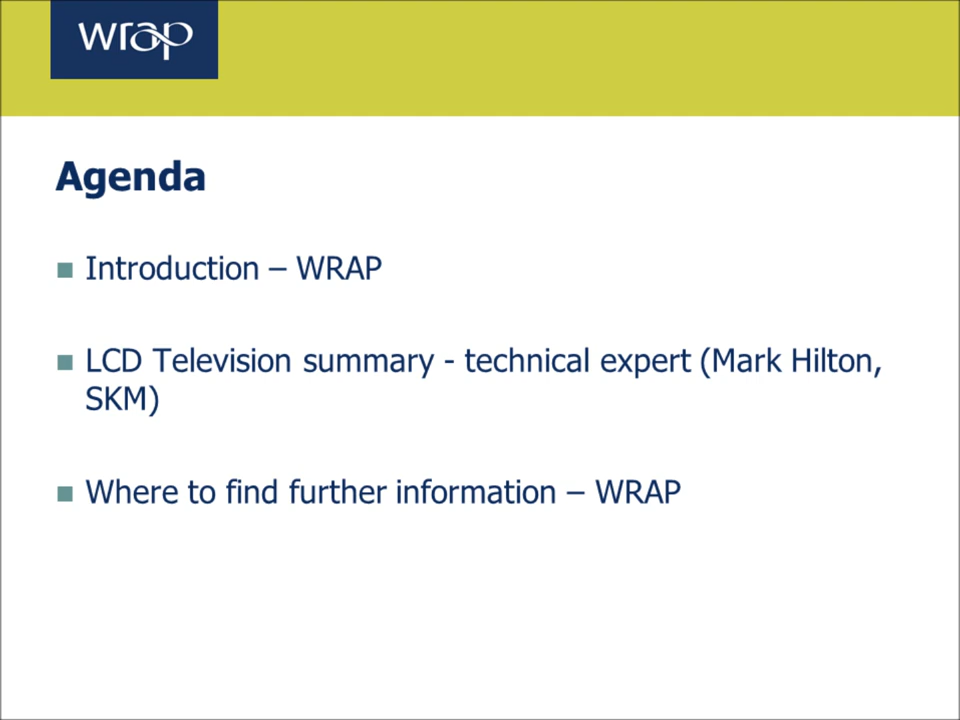 wrap
Agenda
Introduction – WRAP
LCD Television summary - technical expert (Mark Hilton,
SKM)
Where to find further information – WRAP